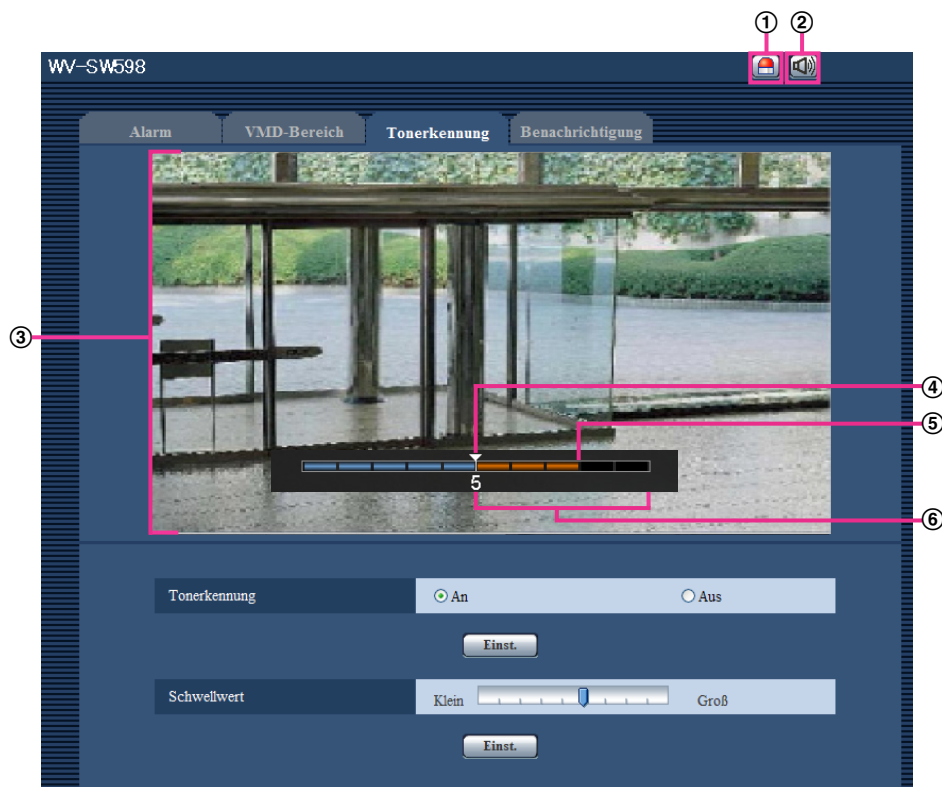 ① ②
WV-SW598
Alarm VMD-Bereich Tonerkennung Benachrichtigung
③
④
⑤
5
⑥
Tonerkennung An Aus
Einst.
Schwellwert Klein Groß
Einst.